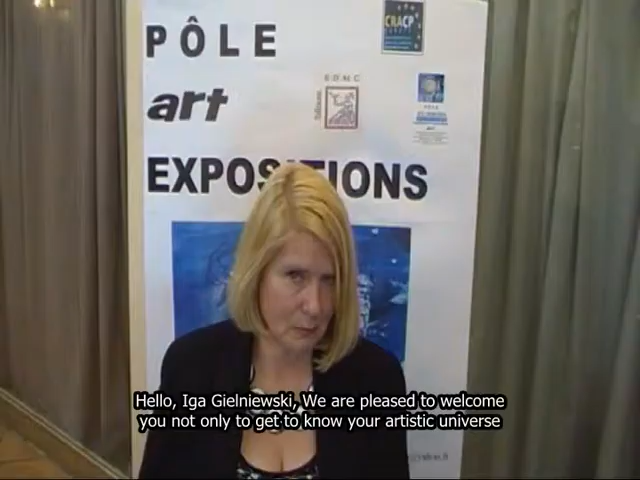 PÔLE
CRACP
art
EXPOSITIONS
Hello, Iga Gielniewski, We are pleased to welcome
you not only to get to know your artistic universe